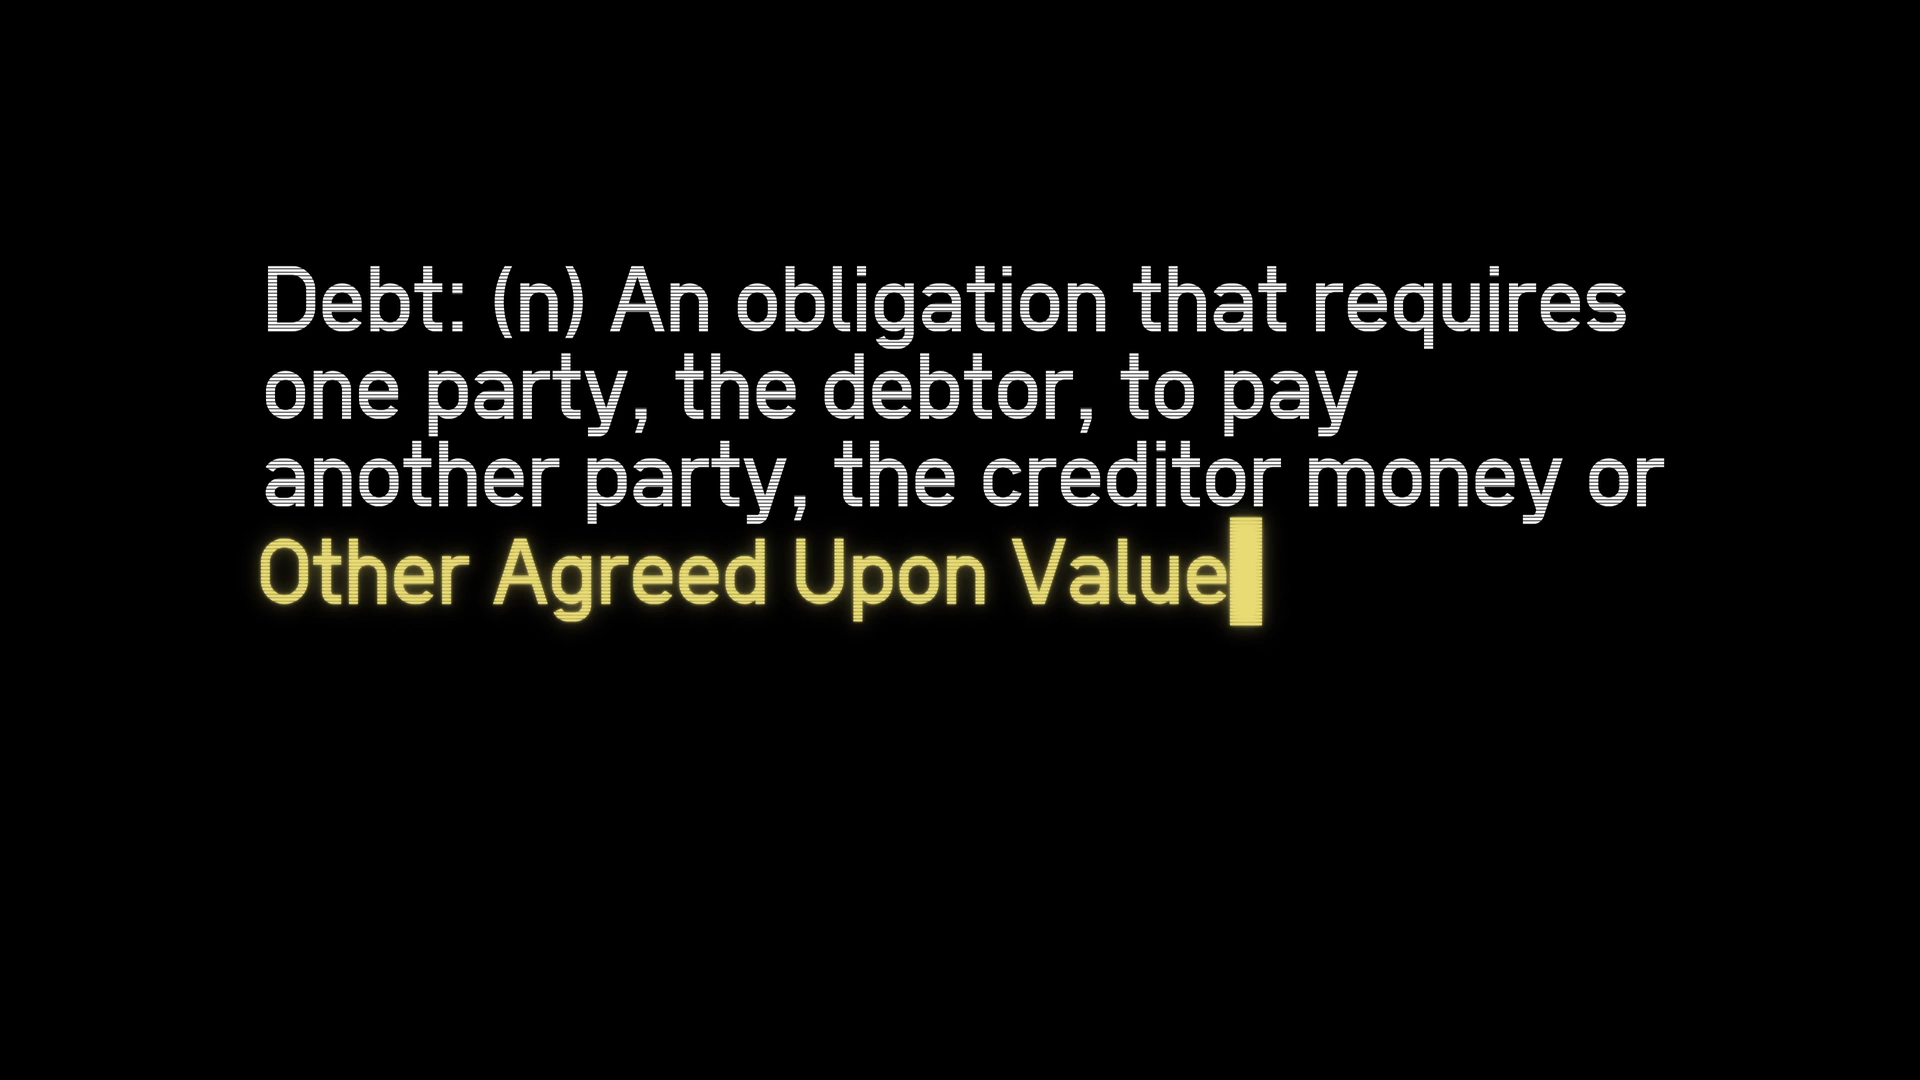 Debt: (n) An obligation that requires
one party, the debtor, to pay
another party, the creditor money or
Other Agreed Upon Value